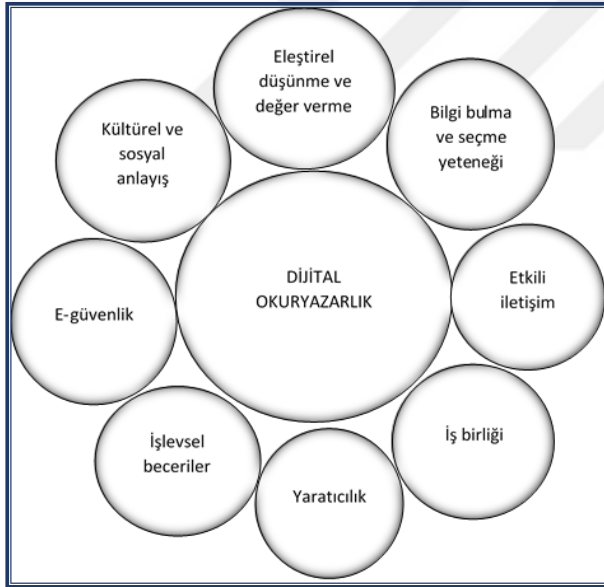 Eleştirel
düşünme ve
değer verme
Bilgi bulma
ve seçme
yeteneği
Kültürel ve
sosyal
anlayış
DİJİTAL
OKURYAZARLIK
Etkili
iletişim
E-güvenlik
İş birliği
İşlevsel
beceriler
Yaratıcılık